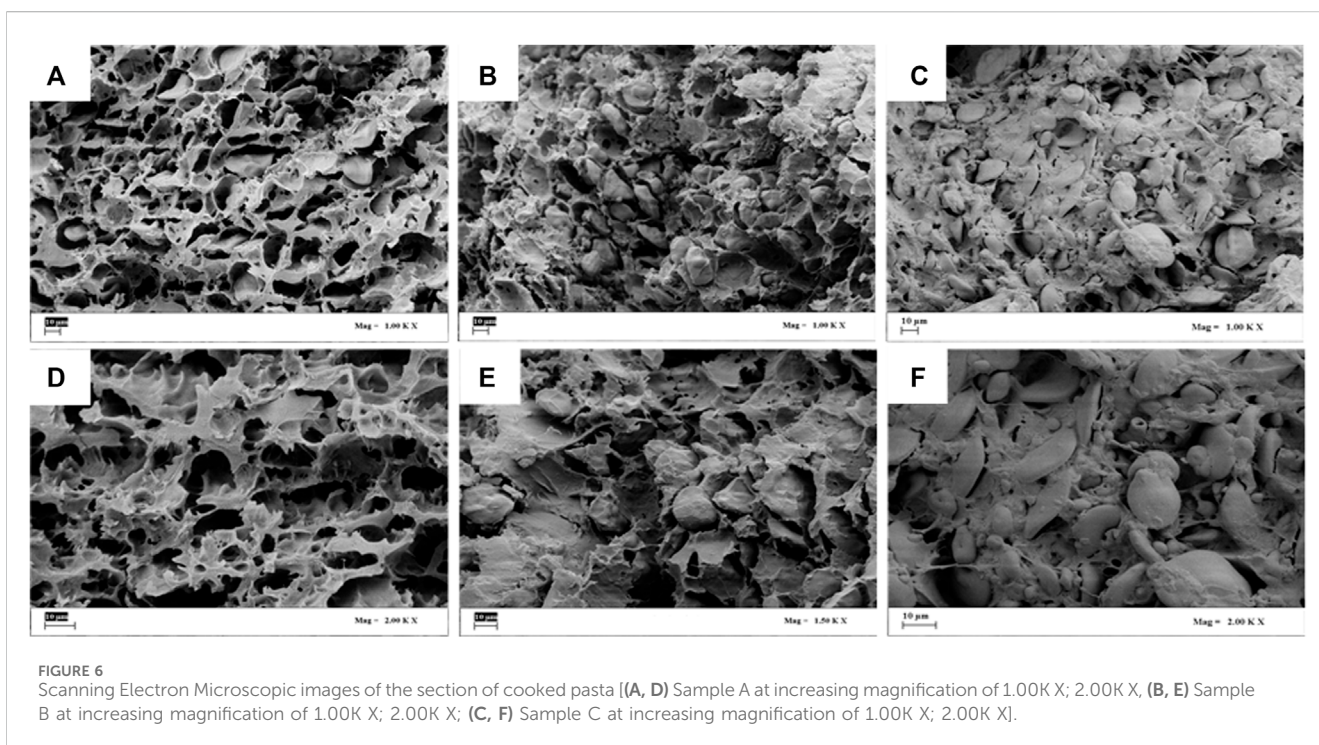 A
B
C
10 µm
Mag = 1.00 K X
10 µm
Mag = 1.00 K X
10 µm
Mag = 1.00 K X
D
E
F
10 µm
Mag = 2.00 K X
10 µm
Mag = 1.50 K X
10 µm
Mag = 2.00 K X
FIGURE 6
Scanning Electron Microscopic images of the section of cooked pasta [(A, D) Sample A at increasing magnification of 1.00K X; 2.00K X, (B, E) Sample
B at increasing magnification of 1.00K X; 2.00K X; (C, F) Sample C at increasing magnification of 1.00K X; 2.00K X].